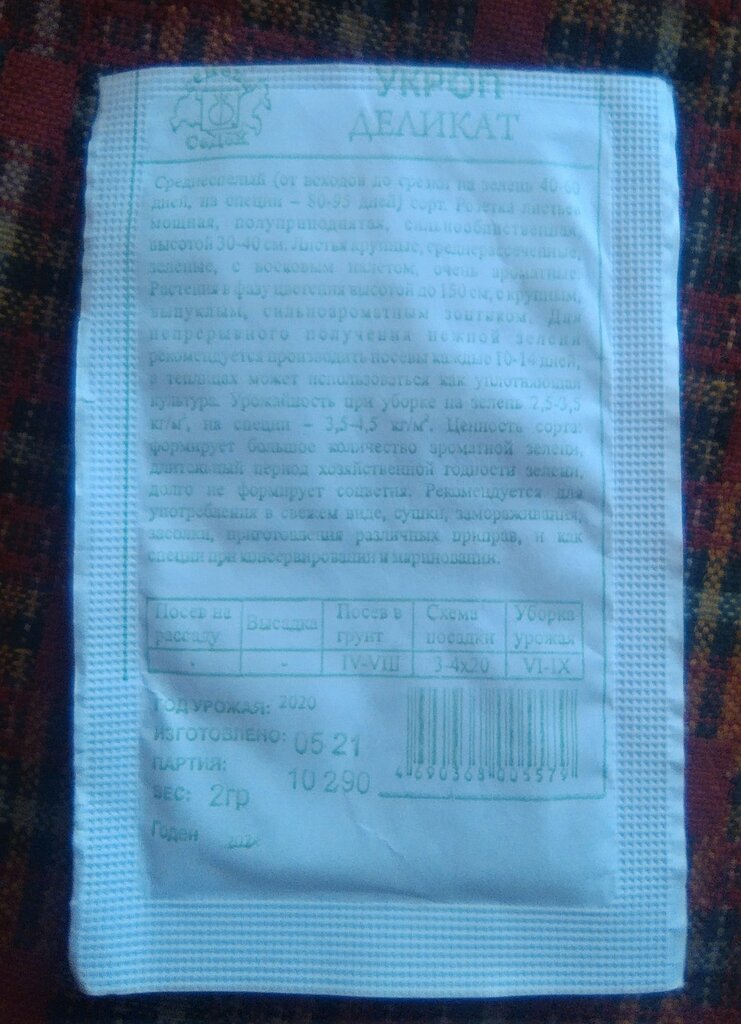 УКРОП
СеДеК
ДЕЛИКАТ
Среднеспелый (от всходов до срезки на зелень 40-60
дней, на специи – 80-95 дней) сорт. Розетка листьев
мощная, полуприподнятая, сильнооблиственная,
высотой 30-40 см. Листья крупные, среднерассеченные,
зеленые, с восковым налетом, очень ароматные.
Растения в фазу цветения высотой до 150 см, с крупным,
выпуклым, сильноароматным зонтиком. Для
непрерывного получения нежной зелени
рекомендуется производить посевы каждые 10-14 дней,
в теплицах может использоваться как уплотняющая
культура. Урожайность при уборке на зелень 2,5-3,5
кг/м², на специи – 3,5-4,5 кг/м². Ценность сорта:
формирует большое количество ароматной зелени,
длительный период хозяйственной годности зелени,
долго не формирует соцветия. Рекомендуется для
употребления в свежем виде, сушки, замораживания,
засолки, приготовления различных приправ, и как
специи при консервировании и мариновании.
Посев на рассаду Высадка Посев в грунт Схема посадки Уборка урожая
- - IV-VIII 3-4х20 VI-IX
ГОД УРОЖАЯ: 2020
ИЗГОТОВЛЕНО: 05 21
ПАРТИЯ: 10 290
ВЕС: 2гр
4 690368 005579
Годен